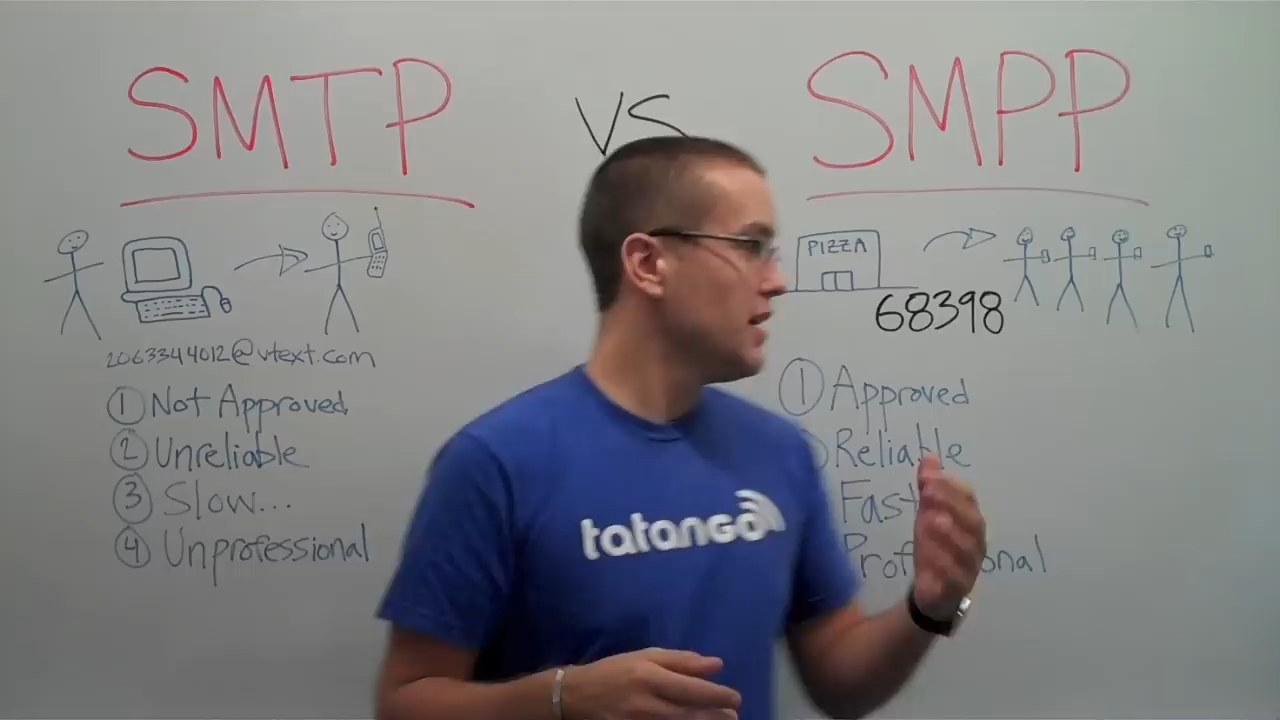 SMTP
VS
SMPP
PIZZA
68398
2063344012@vtext.com
1 Not Approved
2 Unreliable
3 Slow...
4 Unprofessional
1 Approved
Reliable
Fast
tatango